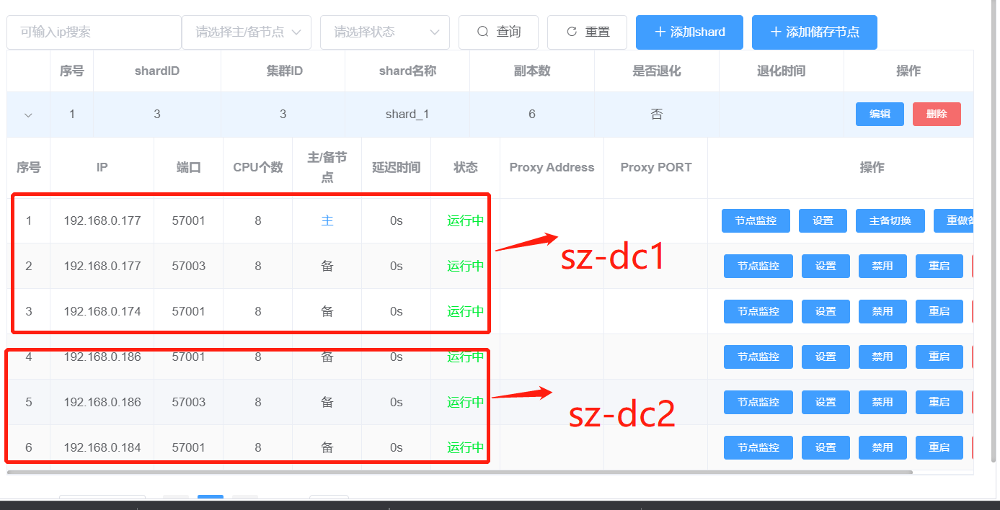 可输入ip搜索 请选择主/备节点 请选择状态 查询 重置 添加shard 添加储存节点
序号 shardID 集群ID shard名称 副本数 是否退化 退化时间 操作
1 3 3 shard_1 6 否 编辑 删除
序号 IP 端口 CPU个数 主/备节点 延迟时间 状态 Proxy Address Proxy PORT 操作
1 192.168.0.177 57001 8 主 0s 运行中 节点监控 设置 主备切换 重做备
sz-dc1
2 192.168.0.177 57003 8 备 0s 运行中 节点监控 设置 禁用 重启
3 192.168.0.174 57001 8 备 0s 运行中 节点监控 设置 禁用 重启
4 192.168.0.186 57001 8 备 0s 运行中 节点监控 设置 禁用 重启
5 192.168.0.186 57003 8 备 0s 运行中 节点监控 设置 禁用 重启
sz-dc2
6 192.168.0.184 57001 8 备 0s 运行中 节点监控 设置 禁用 重启